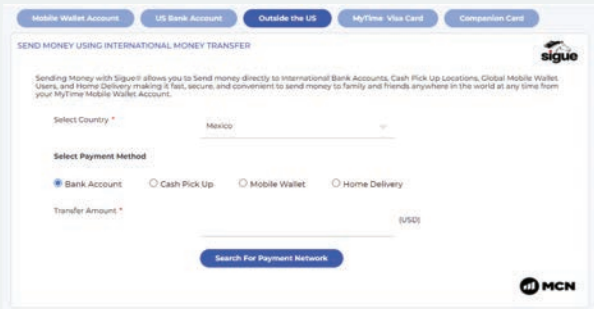 Mobile Wallet Account US Bank Account Outside the US MyTime Visa Card Companion Card
SEND MONEY USING INTERNATIONAL MONEY TRANSFER
sigue
Sending Money with Sigue® allows you to Send money directly to International Bank Accounts, Cash Pick Up Locations, Global Mobile Wallet
Users, and Home Delivery making it fast, secure, and convenient to send money to family and friends anywhere in the world at any time from
your MyTime Mobile Wallet Account.
Select Country *
Mexico
Select Payment Method
Bank Account Cash Pick Up Mobile Wallet Home Delivery
Transfer Amount *
(USD)
Search For Payment Network
MCN